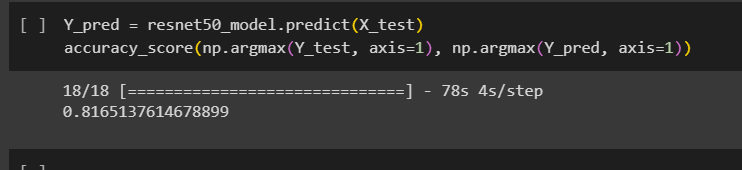 [ ] Y_pred = resnet50_model.predict(X_test)
accuracy_score(np.argmax(Y_test, axis=1), np.argmax(Y_pred, axis=1))
18/18 [==============================] - 78s 4s/step
0.8165137614678899
[ ]